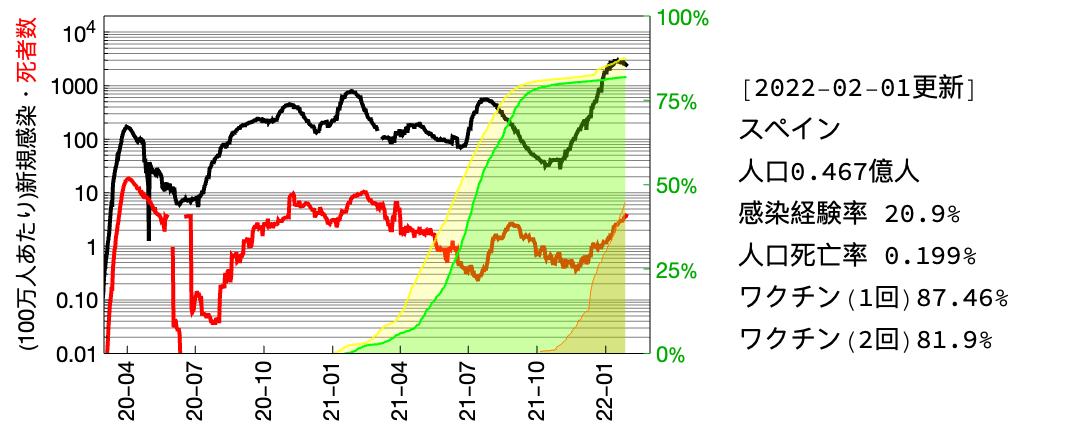 (100万人あたり)新規感染・死者数
10^4
1000
100
10
1
0.10
0.01
100%
75%
50%
25%
0%
20-04
20-07
20-10
21-01
21-04
21-07
21-10
22-01
[2022-02-01更新]
スペイン
人口0.467億人
感染経験率 20.9%
人口死亡率 0.199%
ワクチン(1回)87.46%
ワクチン(2回)81.9%